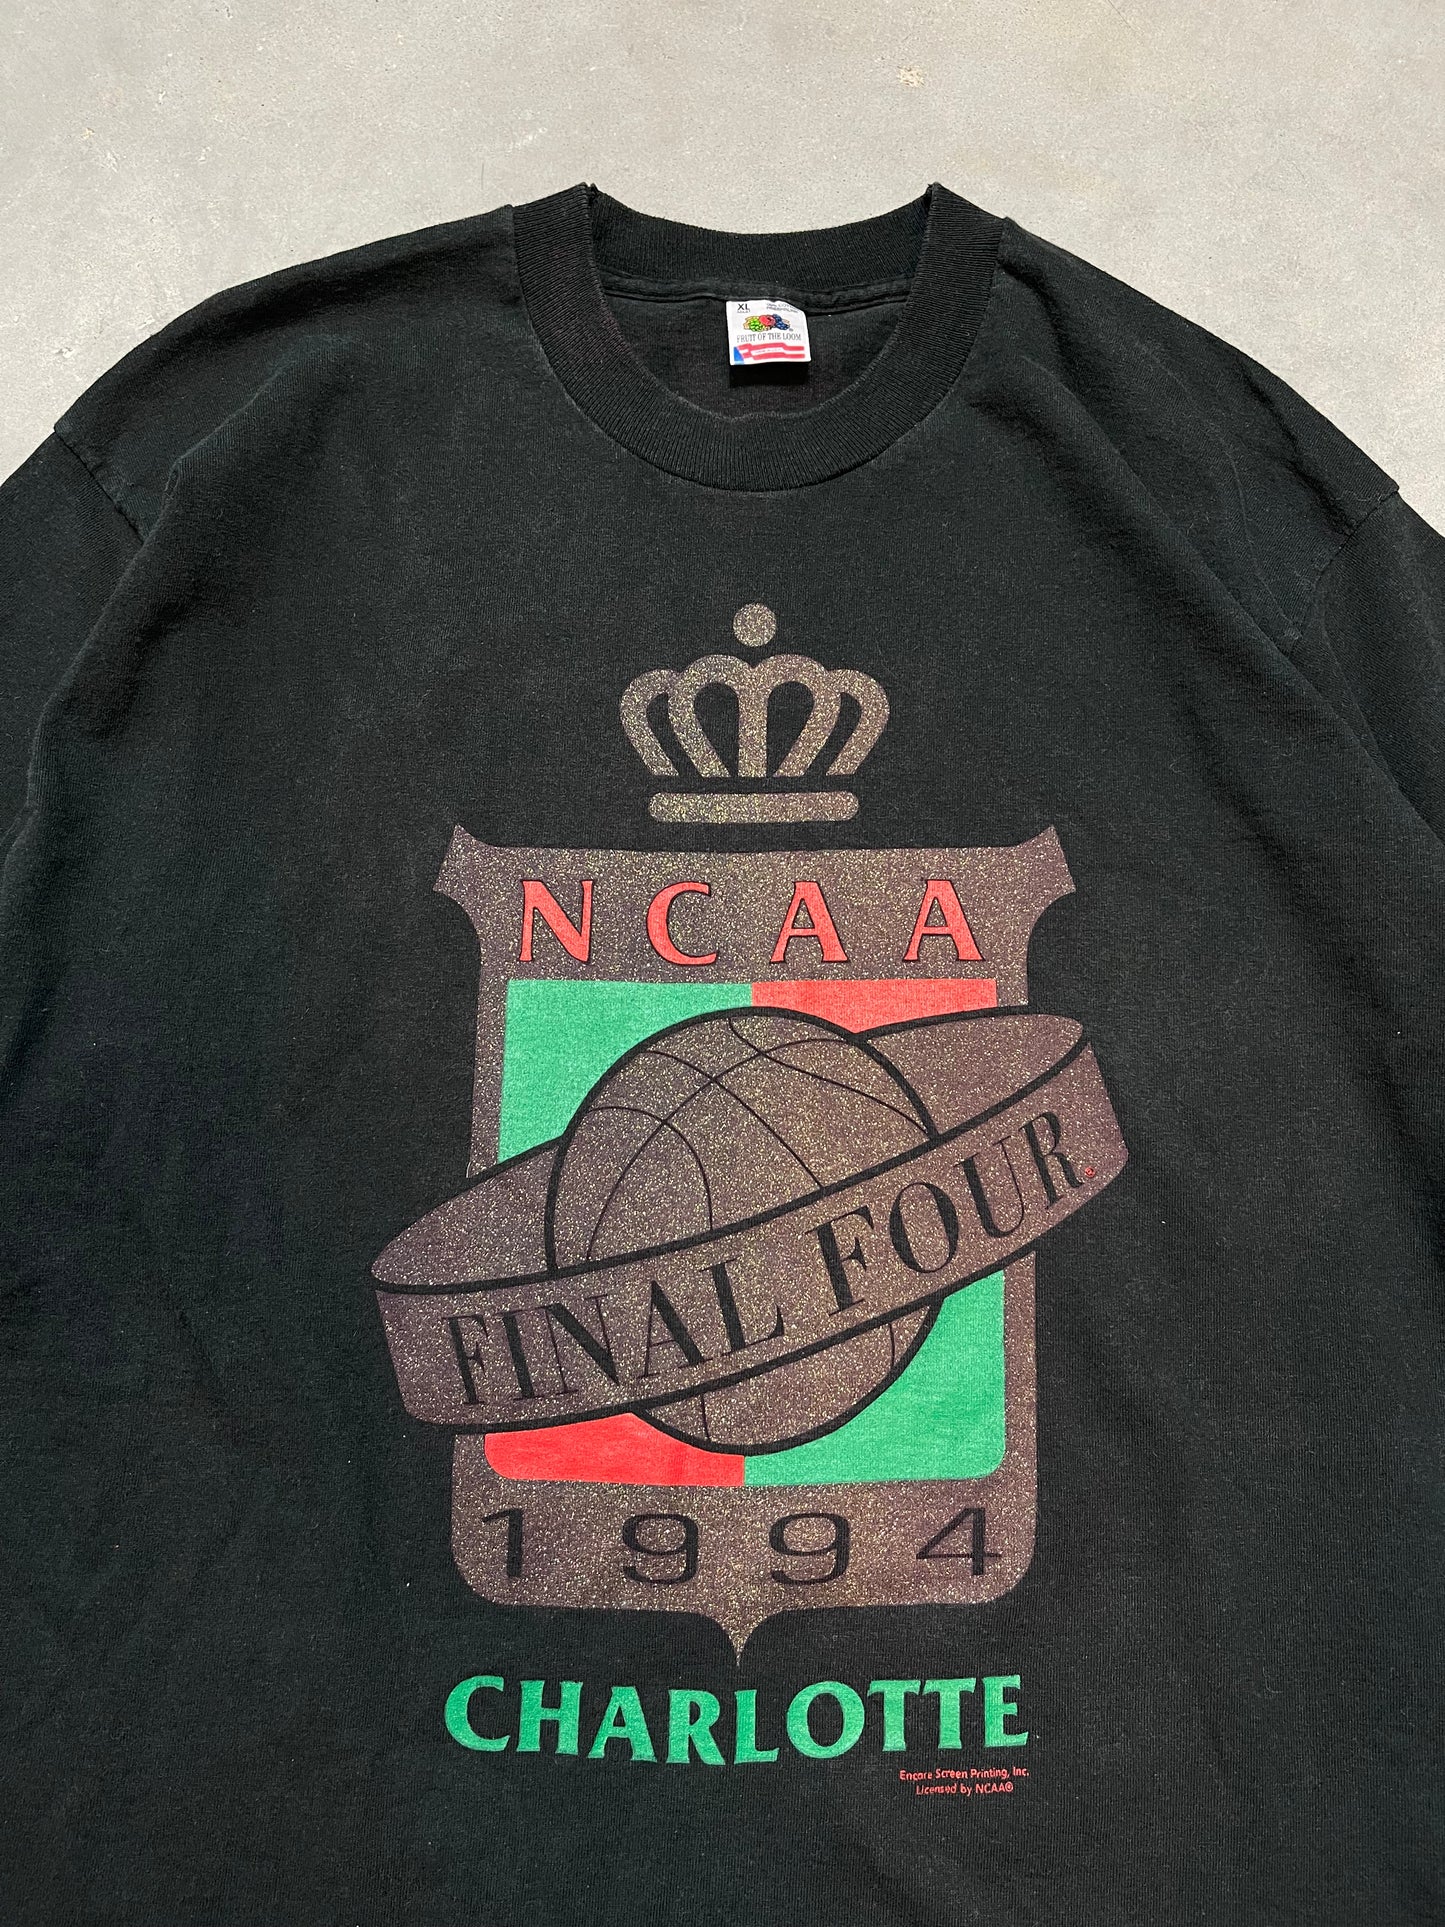 XL
FRUIT OF THE LOOM
NCAA
FINAL FOUR
1994
CHARLOTTE
Encore Screen Printing, Inc.
Licensed by NCAA®